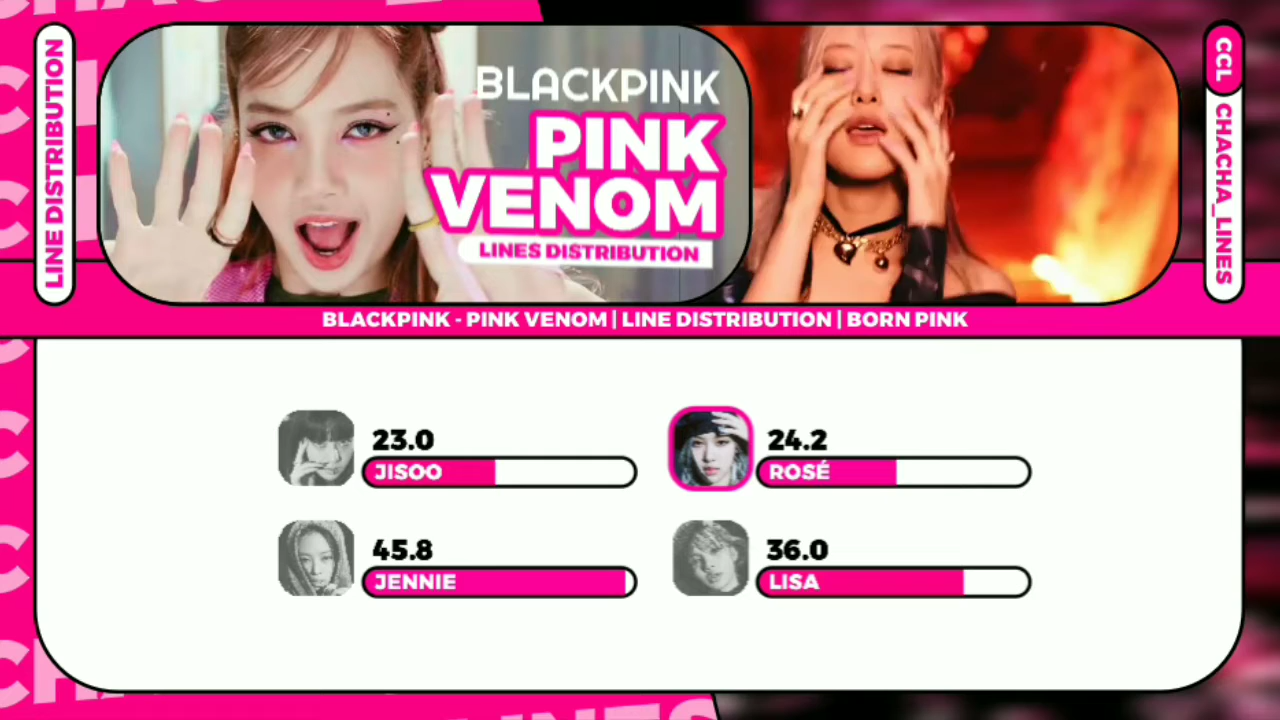 LINE DISTRIBUTION
BLACKPINK
PINK
VENOM
LINES DISTRIBUTION
CCL
CHACHA_LINES
BLACKPINK - PINK VENOM | LINE DISTRIBUTION | BORN PINK
23.0
JISOO
24.2
ROSÉ
45.8
JENNIE
36.0
LISA